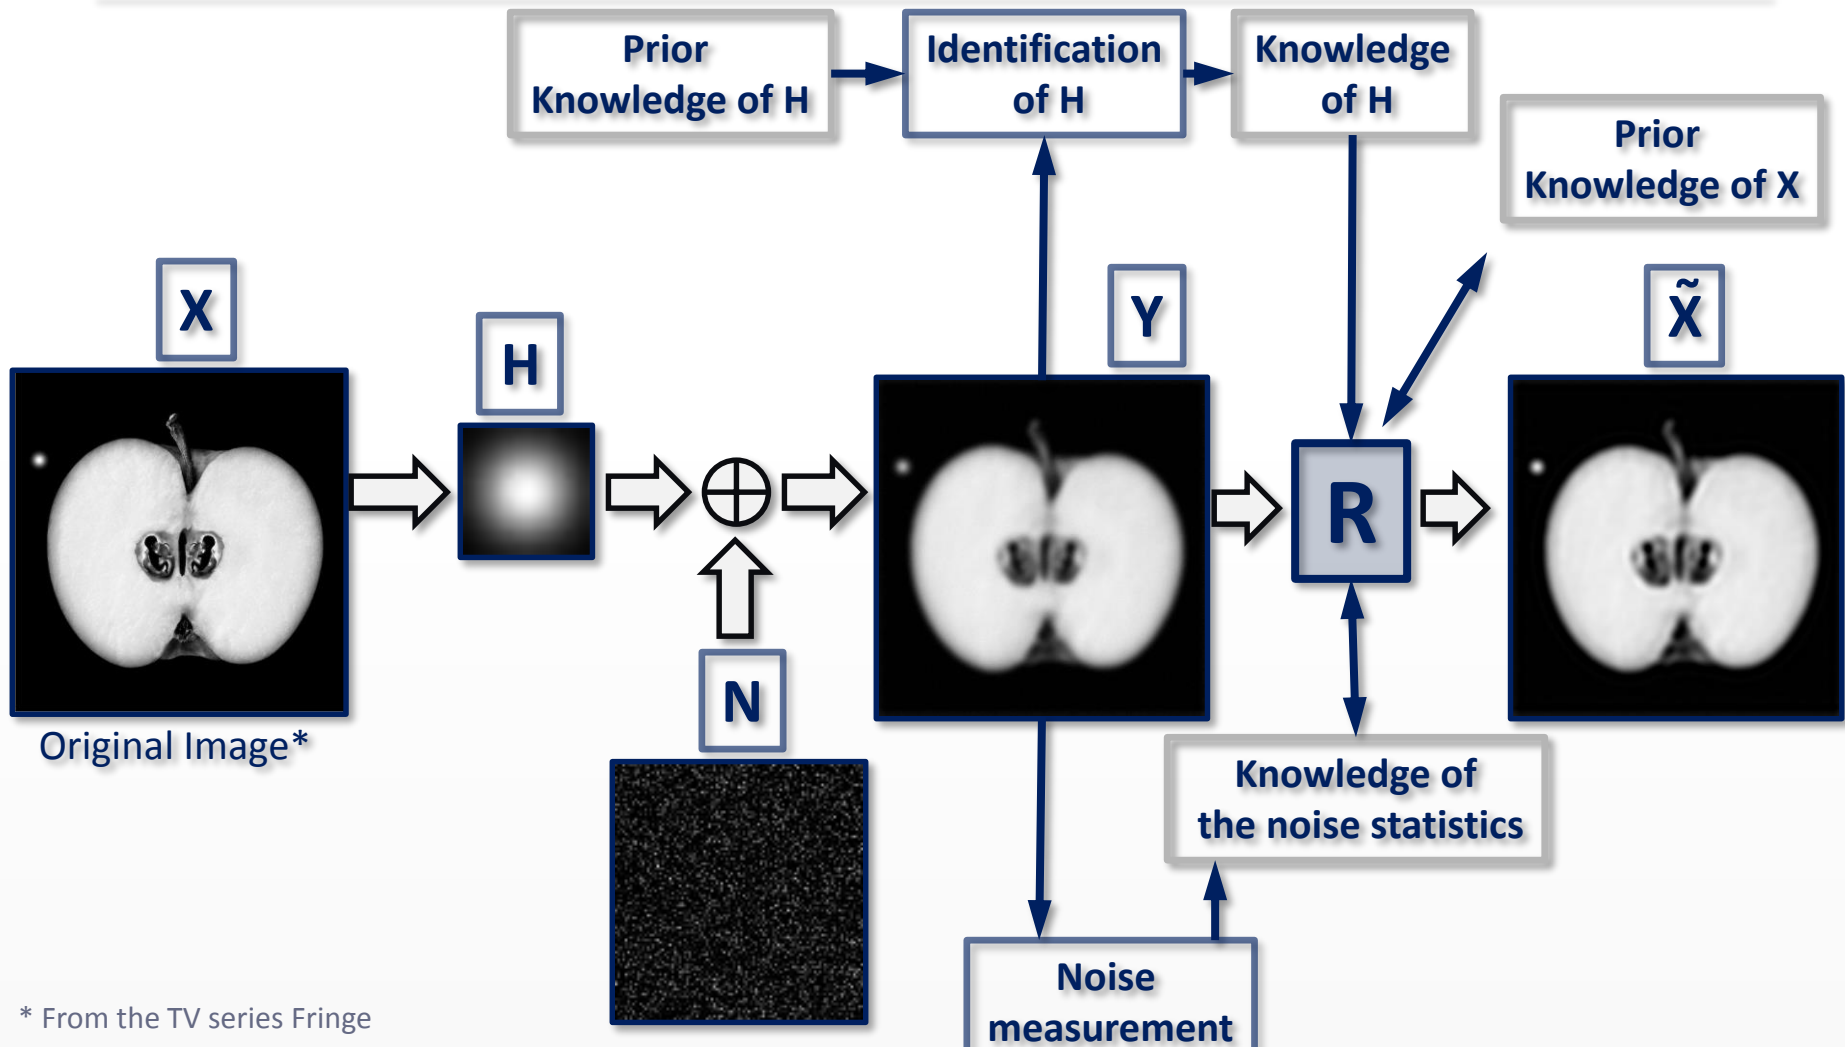 Prior
Knowledge of H
Identification
of H
Knowledge
of H
Prior
Knowledge of X
X
H
Y
X̃
R
N
Original Image*
Knowledge of
the noise statistics
Noise
measurement
* From the TV series Fringe